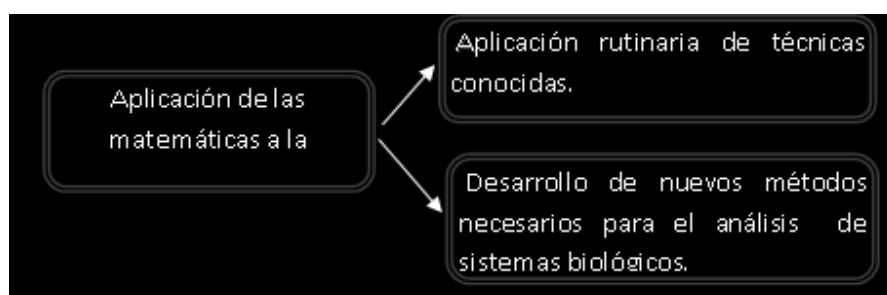 Aplicación de las
matemáticas a la
Aplicación rutinaria de técnicas
conocidas.
Desarrollo de nuevos métodos
necesarios para el análisis de
sistemas biológicos.